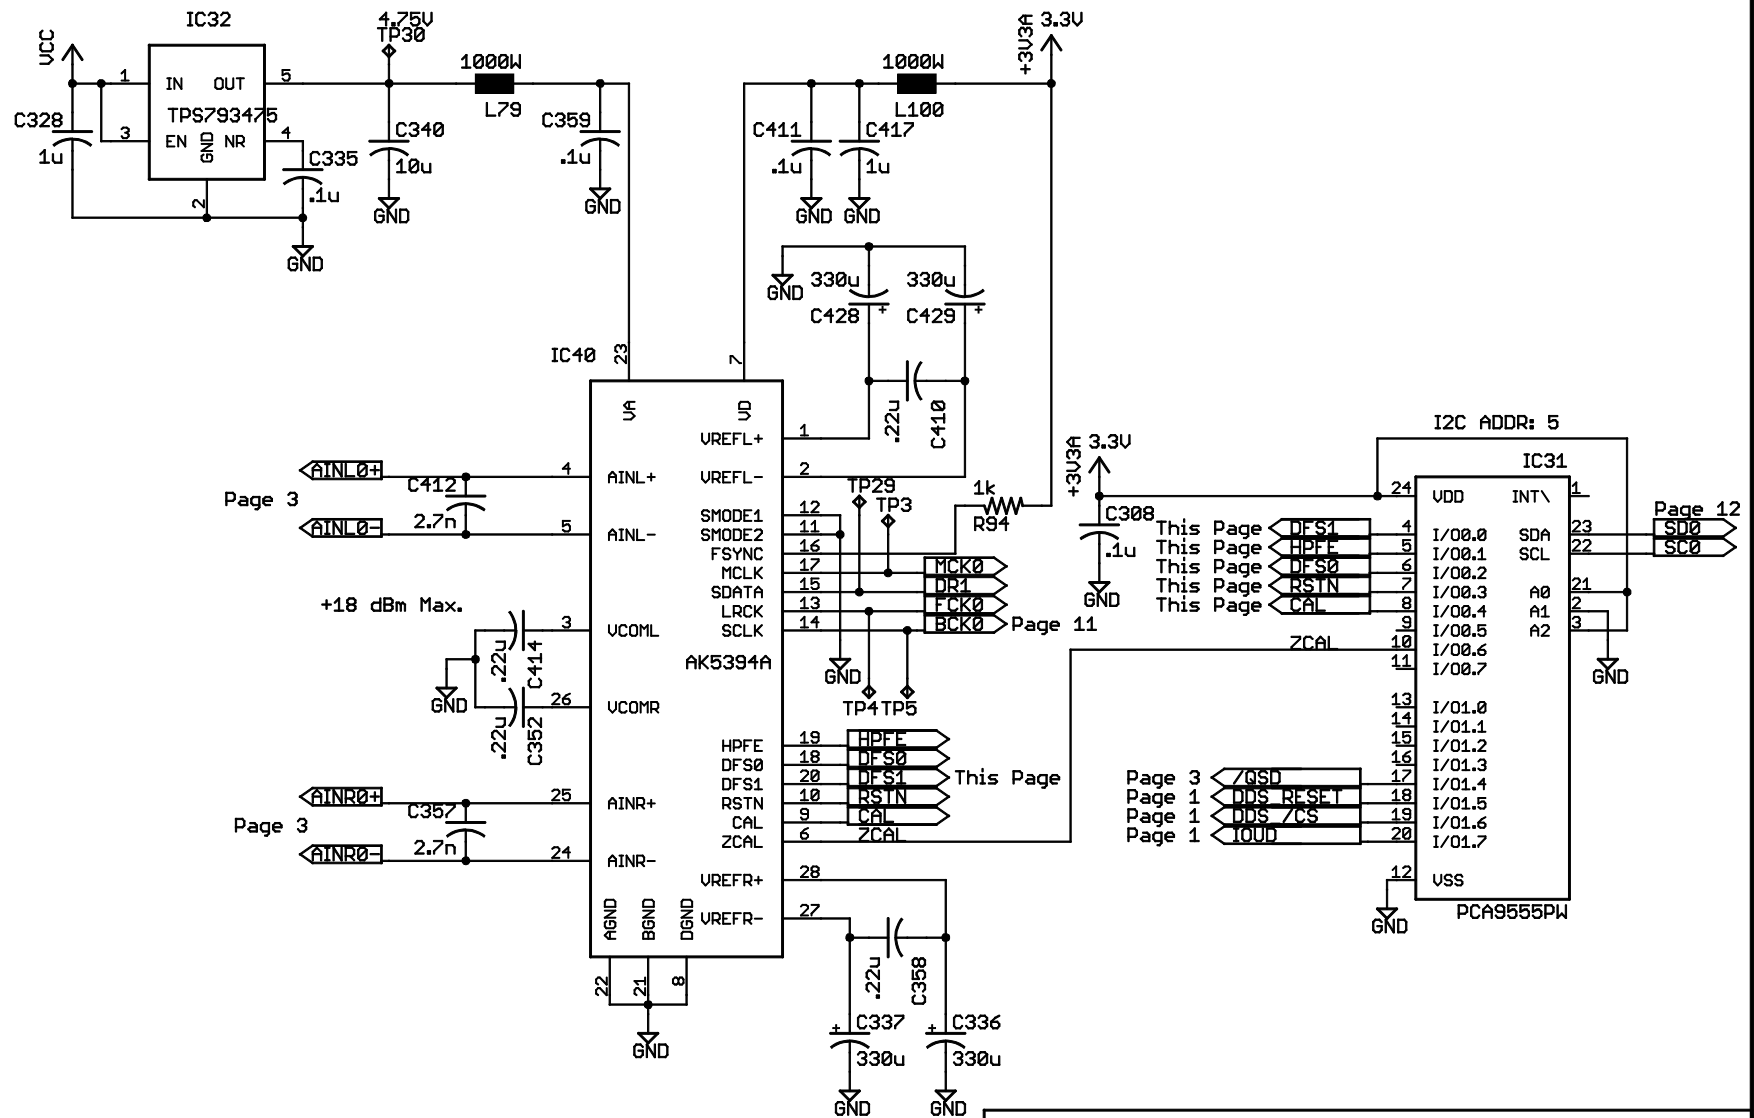 IC32
VCC
1
IN
OUT
5
TPS793475
3
EN
GND
NR
4
2
C328
1u
C335
.1u
GND
4.75V
TP30
C340
10u
GND
1000W
L79
C359
.1u
GND
1000W
L100
+3V3A
3.3V
C411
.1u
GND
C417
1u
GND
GND
330u
C428
+
330u
C429
+
.22u
C410
IC40
23
7
VA
VD
VREFL+
1
VREFL-
2
AINL0+
4
AINL+
Page 3
C412
2.7n
AINL0-
5
AINL-
SMODE1
12
SMODE2
11
FSYNC
16
MCLK
17
SDATA
15
LRCK
13
SCLK
14
AK5394A
1k
R94
TP29
TP3
MCK0
DR1
FCK0
BCK0
Page 11
GND
TP4
TP5
+18 dBm Max.
3
VCOML
.22u
C414
GND
26
VCOMR
.22u
C352
HPFE
19
HPFE
DFS0
18
DFS0
DFS1
20
DFS1
This Page
RSTN
10
RSTN
CAL
9
CAL
ZCAL
6
ZCAL
AINR0+
25
AINR+
Page 3
C357
2.7n
AINR0-
24
AINR-
VREFR+
28
VREFR-
27
AGND
BGND
DGND
22
21
8
GND
.22u
C358
+
C337
330u
GND
+
C336
330u
GND
+3V3A
3.3V
C308
.1u
GND
I2C ADDR: 5
IC31
24
VDD
INT\
1
This Page
DFS1
4
I/O0.0
This Page
HPFE
5
I/O0.1
This Page
DFS0
6
I/O0.2
This Page
RSTN
7
I/O0.3
This Page
CAL
8
I/O0.4
9
I/O0.5
ZCAL
10
I/O0.6
11
I/O0.7
Page 12
SDA
23
SD0
SCL
22
SC0
A0
21
A1
2
A2
3
GND
13
I/O1.0
14
I/O1.1
15
I/O1.2
16
I/O1.3
Page 3
/QSD
17
I/O1.4
Page 1
DDS_RESET
18
I/O1.5
Page 1
DDS_/CS
19
I/O1.6
Page 1
IOUD
20
I/O1.7
12
VSS
GND
PCA9555PW